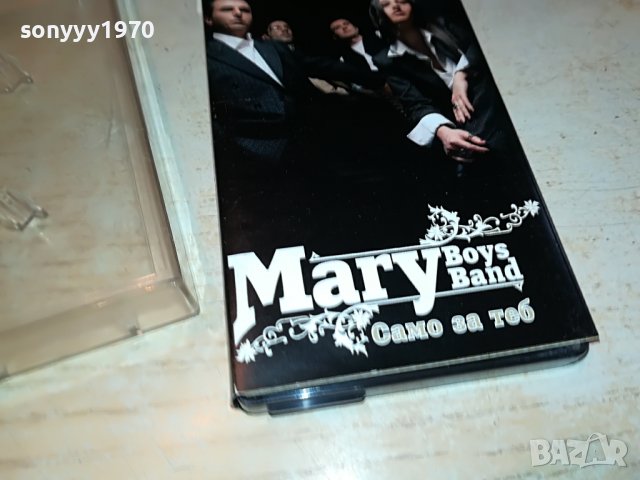 sonyyy1970
Mary Boys
Band
Само за теб
BAZAR